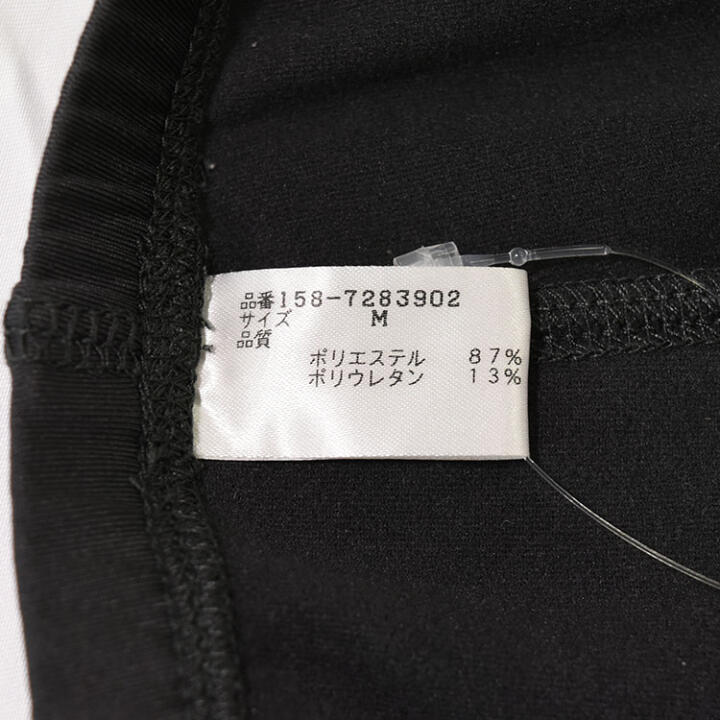 品番158-7283902
サイズ M
品質
ポリエステル 87%
ポリウレタン 13%